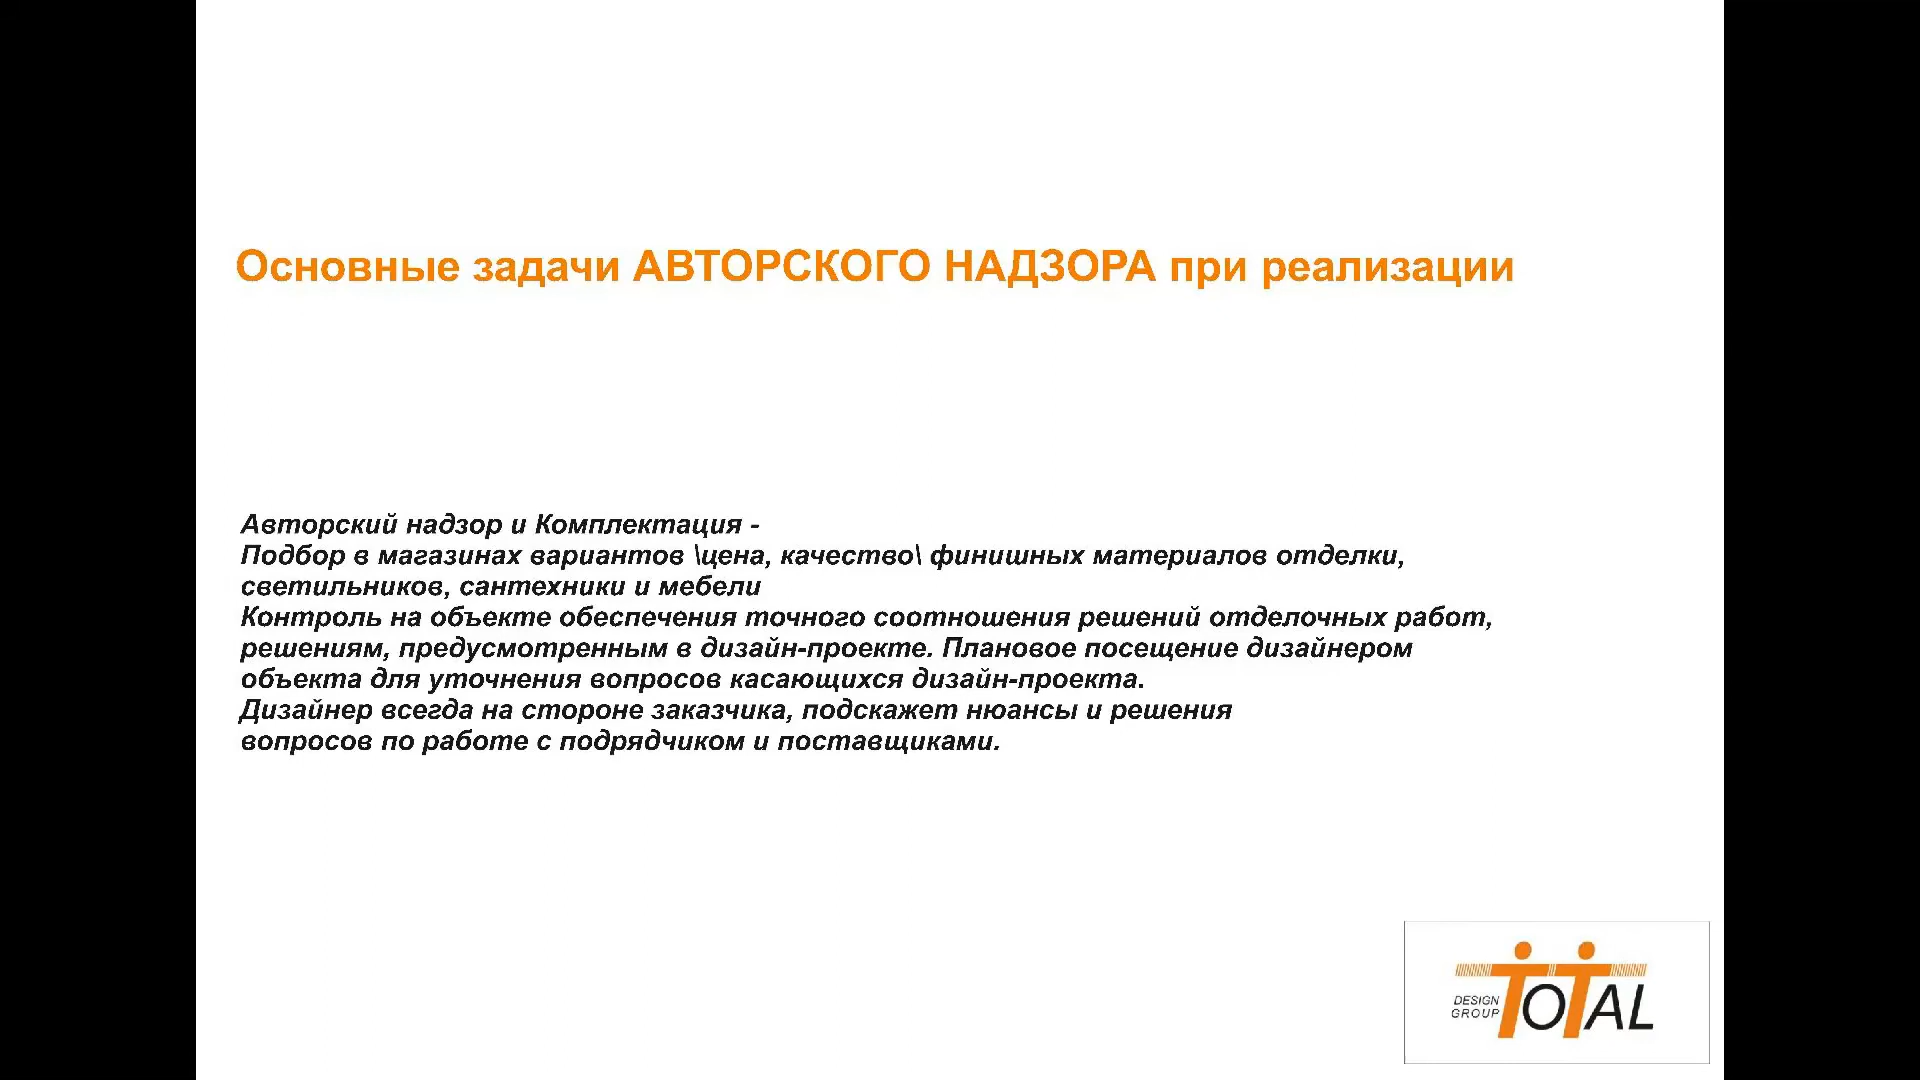 Основные задачи АВТОРСКОГО НАДЗОРА при реализации
Авторский надзор и Комплектация -
Подбор в магазинах вариантов \цена, качество\ финишных материалов отделки,
светильников, сантехники и мебели
Контроль на объекте обеспечения точного соотношения решений отделочных работ,
решениям, предусмотренным в дизайн-проекте. Плановое посещение дизайнером
объекта для уточнения вопросов касающихся дизайн-проекта.
Дизайнер всегда на стороне заказчика, подскажет нюансы и решения
вопросов по работе с подрядчиком и поставщиками.
DESIGN
GROUP
TOTAL